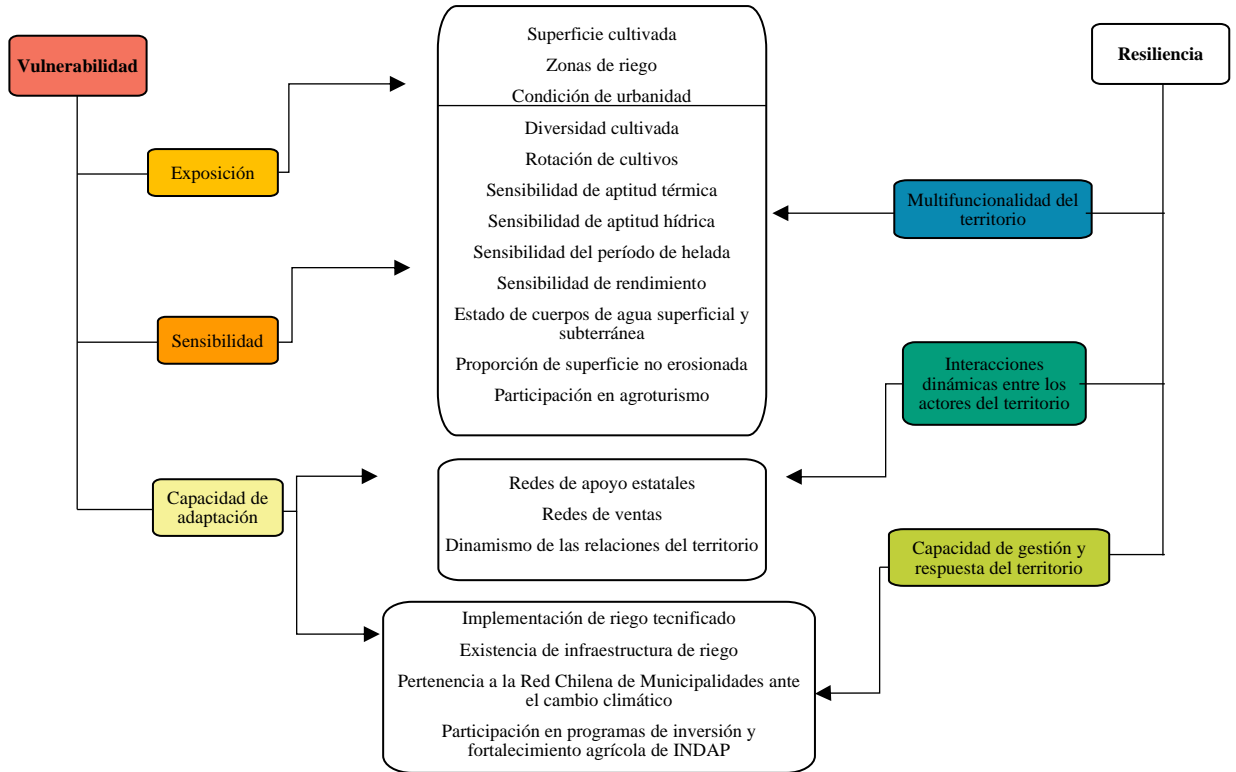 Vulnerabilidad
Exposición
Sensibilidad
Capacidad de
adaptación
Superficie cultivada
Zonas de riego
Condición de urbanidad
Diversidad cultivada
Rotación de cultivos
Sensibilidad de aptitud térmica
Sensibilidad de aptitud hídrica
Sensibilidad del período de helada
Sensibilidad de rendimiento
Estado de cuerpos de agua superficial y
subterránea
Proporción de superficie no erosionada
Participación en agroturismo
Redes de apoyo estatales
Redes de ventas
Dinamismo de las relaciones del territorio
Implementación de riego tecnificado
Existencia de infraestructura de riego
Pertenencia a la Red Chilena de Municipalidades ante
el cambio climático
Participación en programas de inversión y
fortalecimiento agrícola de INDAP
Resiliencia
Multifuncionalidad del
territorio
Interacciones
dinámicas entre los
actores del territorio
Capacidad de gestión y
respuesta del territorio